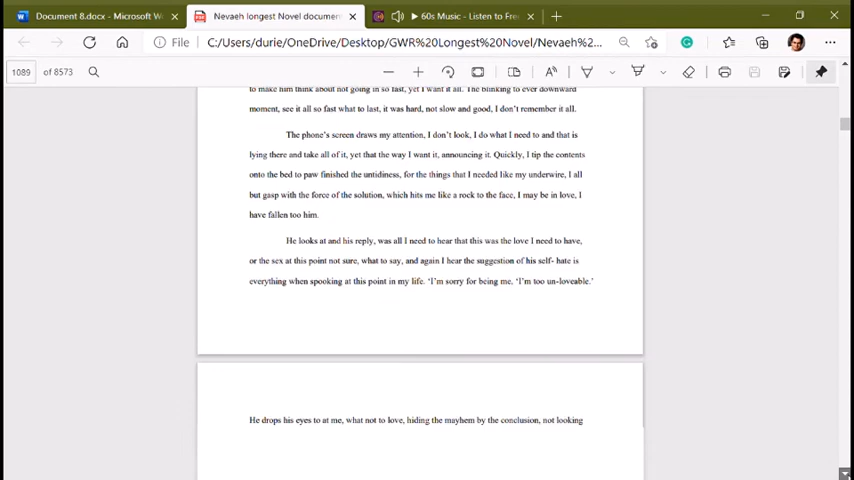 Document 8.docx - Microsoft W
Nevaeh longest Novel documen
60s Music - Listen to Fre
File
C:/Users/durie/OneDrive/Desktop/GWR%20Longest%20Novel/Nevaeh%2...
1089 of 8573
to make him think about not going in so fast, yet I want it all. The blinking to ever downward
moment, see it all so fast what to last, it was hard, not slow and good, I don't remember it all.
The phone's screen draws my attention, I don't look, I do what I need to and that is
lying there and take all of it, yet that the way I want it, announcing it. Quickly, I tip the contents
onto the bed to paw finished the untidiness, for the things that I needed like my underwire, I all
but gasp with the force of the solution, which hits me like a rock to the face, I may be in love, I
have fallen too him.
He looks at and his reply, was all I need to hear that this was the love I need to have,
or the sex at this point not sure, what to say, and again I hear the suggestion of his self- hate is
everything when spooking at this point in my life. 'I'm sorry for being me, 'I'm too un-loveable.'
He drops his eyes to at me, what not to love, hiding the mayhem by the conclusion, not looking